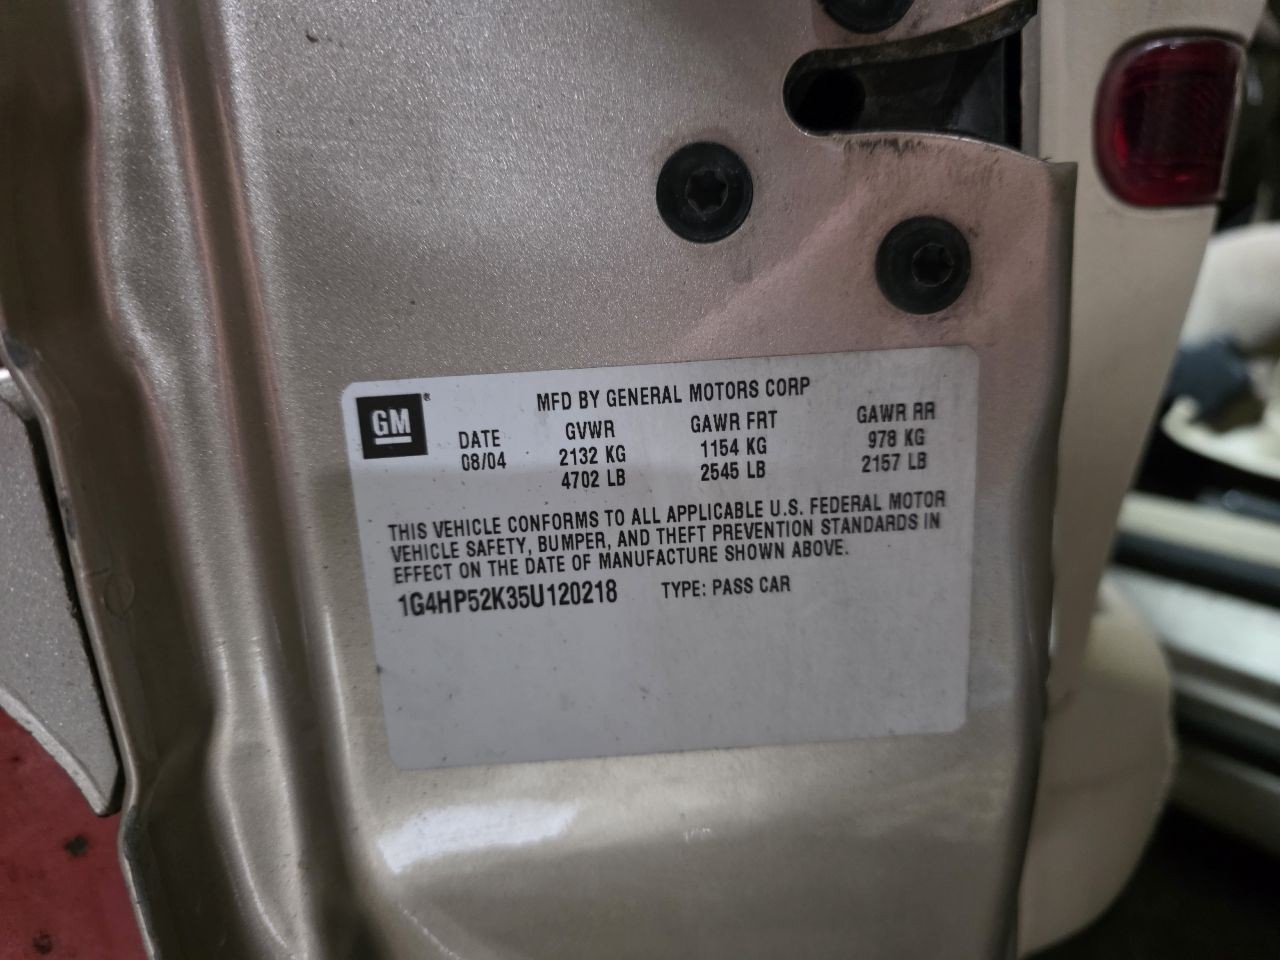 GM®
MFD BY GENERAL MOTORS CORP
DATE GVWR GAWR FRT GAWR RR
08/04 2132 KG 1154 KG 978 KG
4702 LB 2545 LB 2157 LB
THIS VEHICLE CONFORMS TO ALL APPLICABLE U.S. FEDERAL MOTOR
VEHICLE SAFETY, BUMPER, AND THEFT PREVENTION STANDARDS IN
EFFECT ON THE DATE OF MANUFACTURE SHOWN ABOVE.
1G4HP52K35U120218 TYPE: PASS CAR